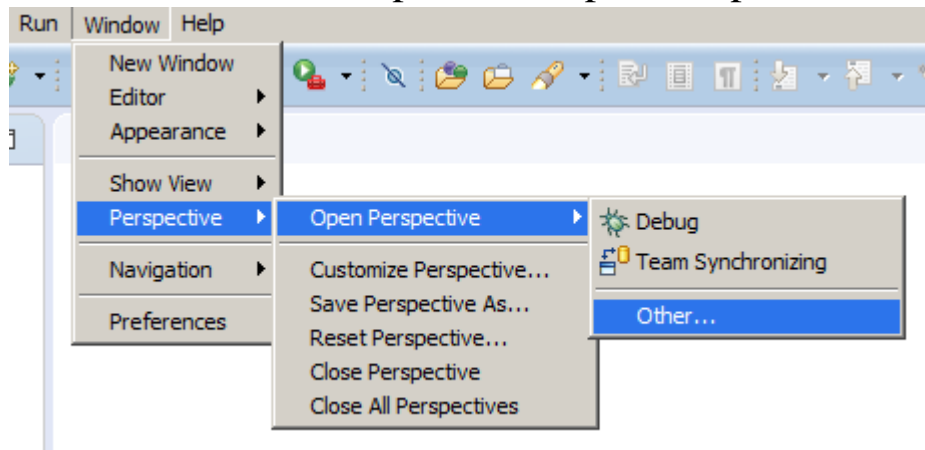 Run Window Help
New Window
Editor
Appearance
Show View
Perspective
Navigation
Preferences
Open Perspective
Customize Perspective...
Save Perspective As...
Reset Perspective...
Close Perspective
Close All Perspectives
Debug
Team Synchronizing
Other...